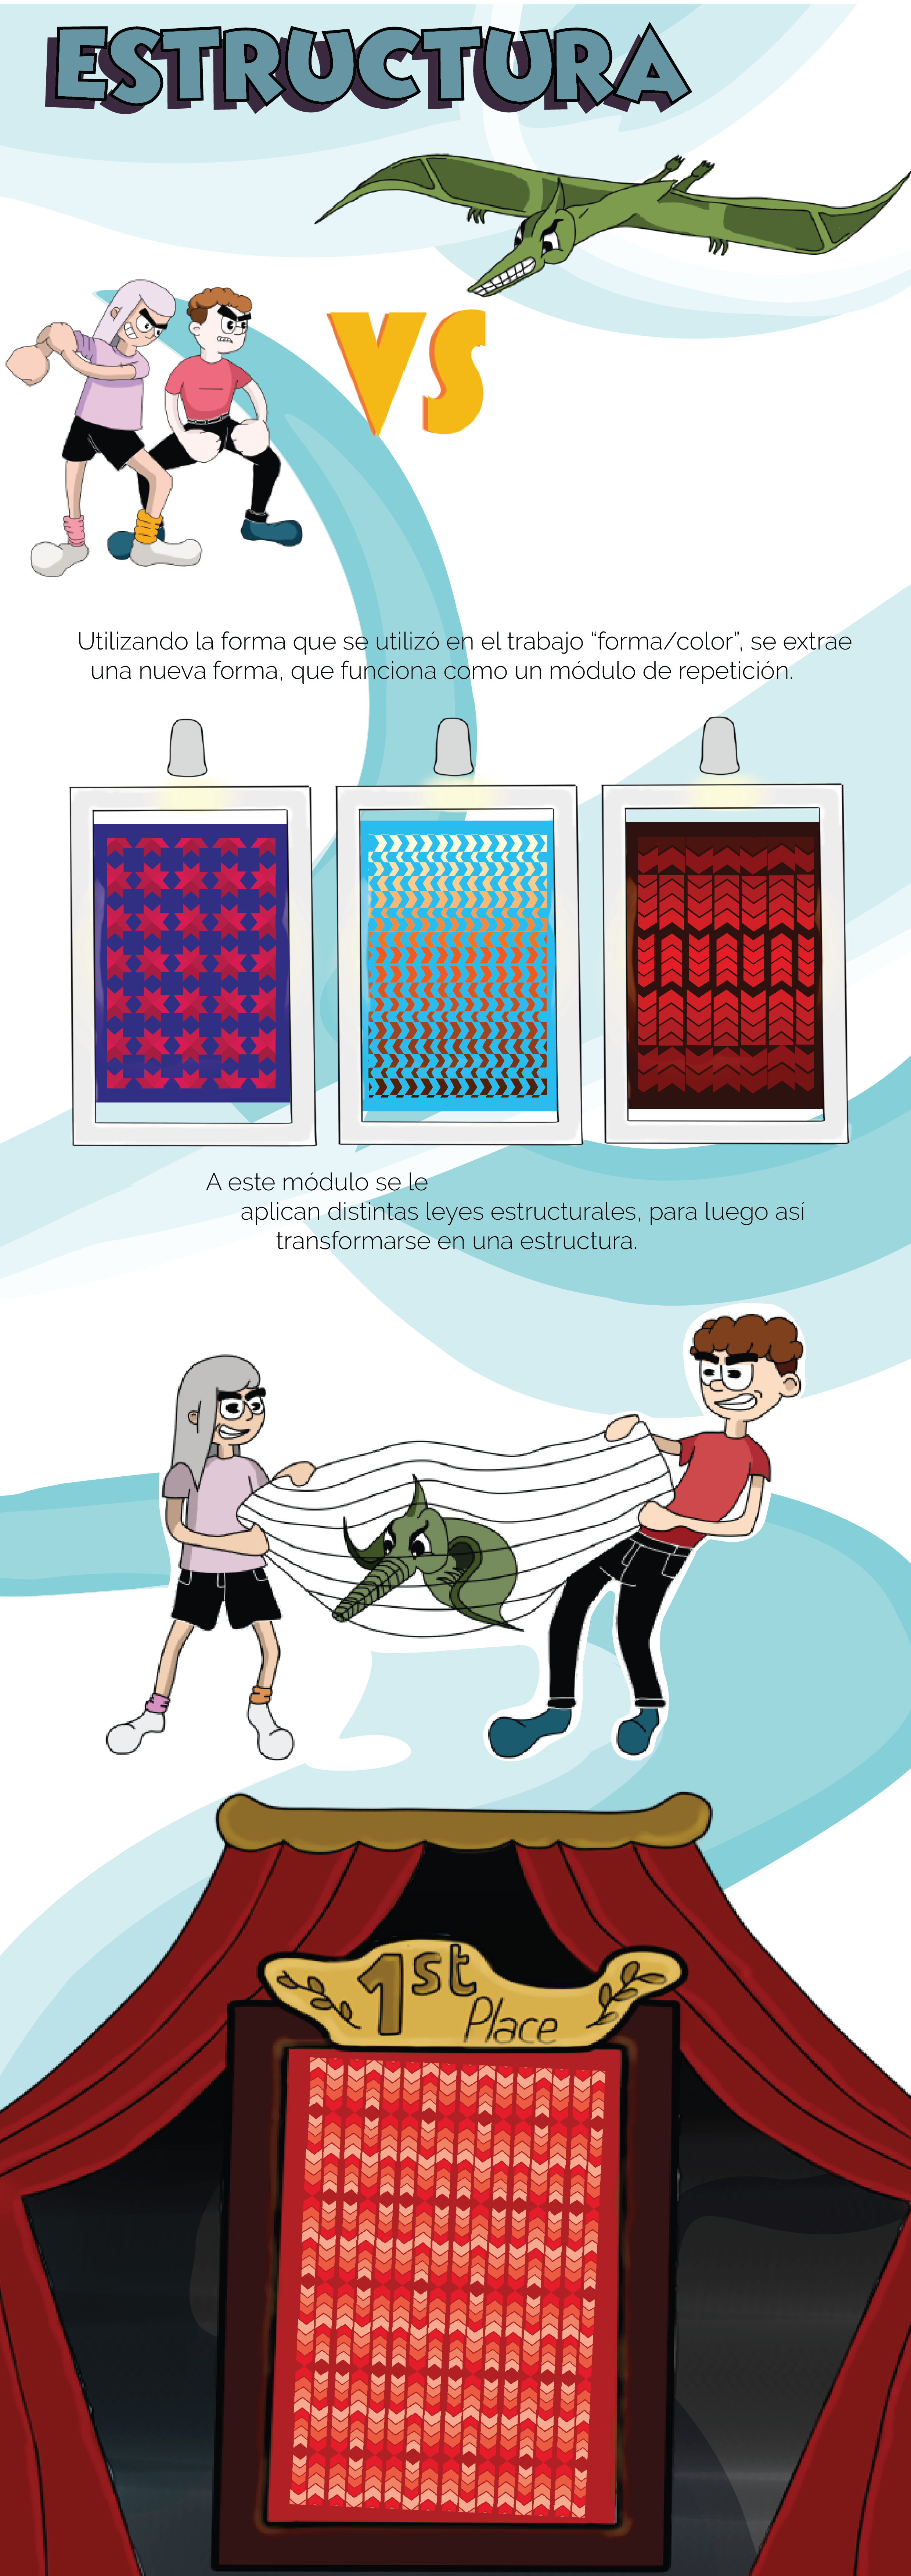 ESTRUCTURA
VS
Utilizando la forma que se utilizó en el trabajo “forma/color”, se extrae
una nueva forma, que funciona como un módulo de repetición.
A este módulo se le
aplican distintas leyes estructurales, para luego así
transformarse en una estructura.
1st
Place